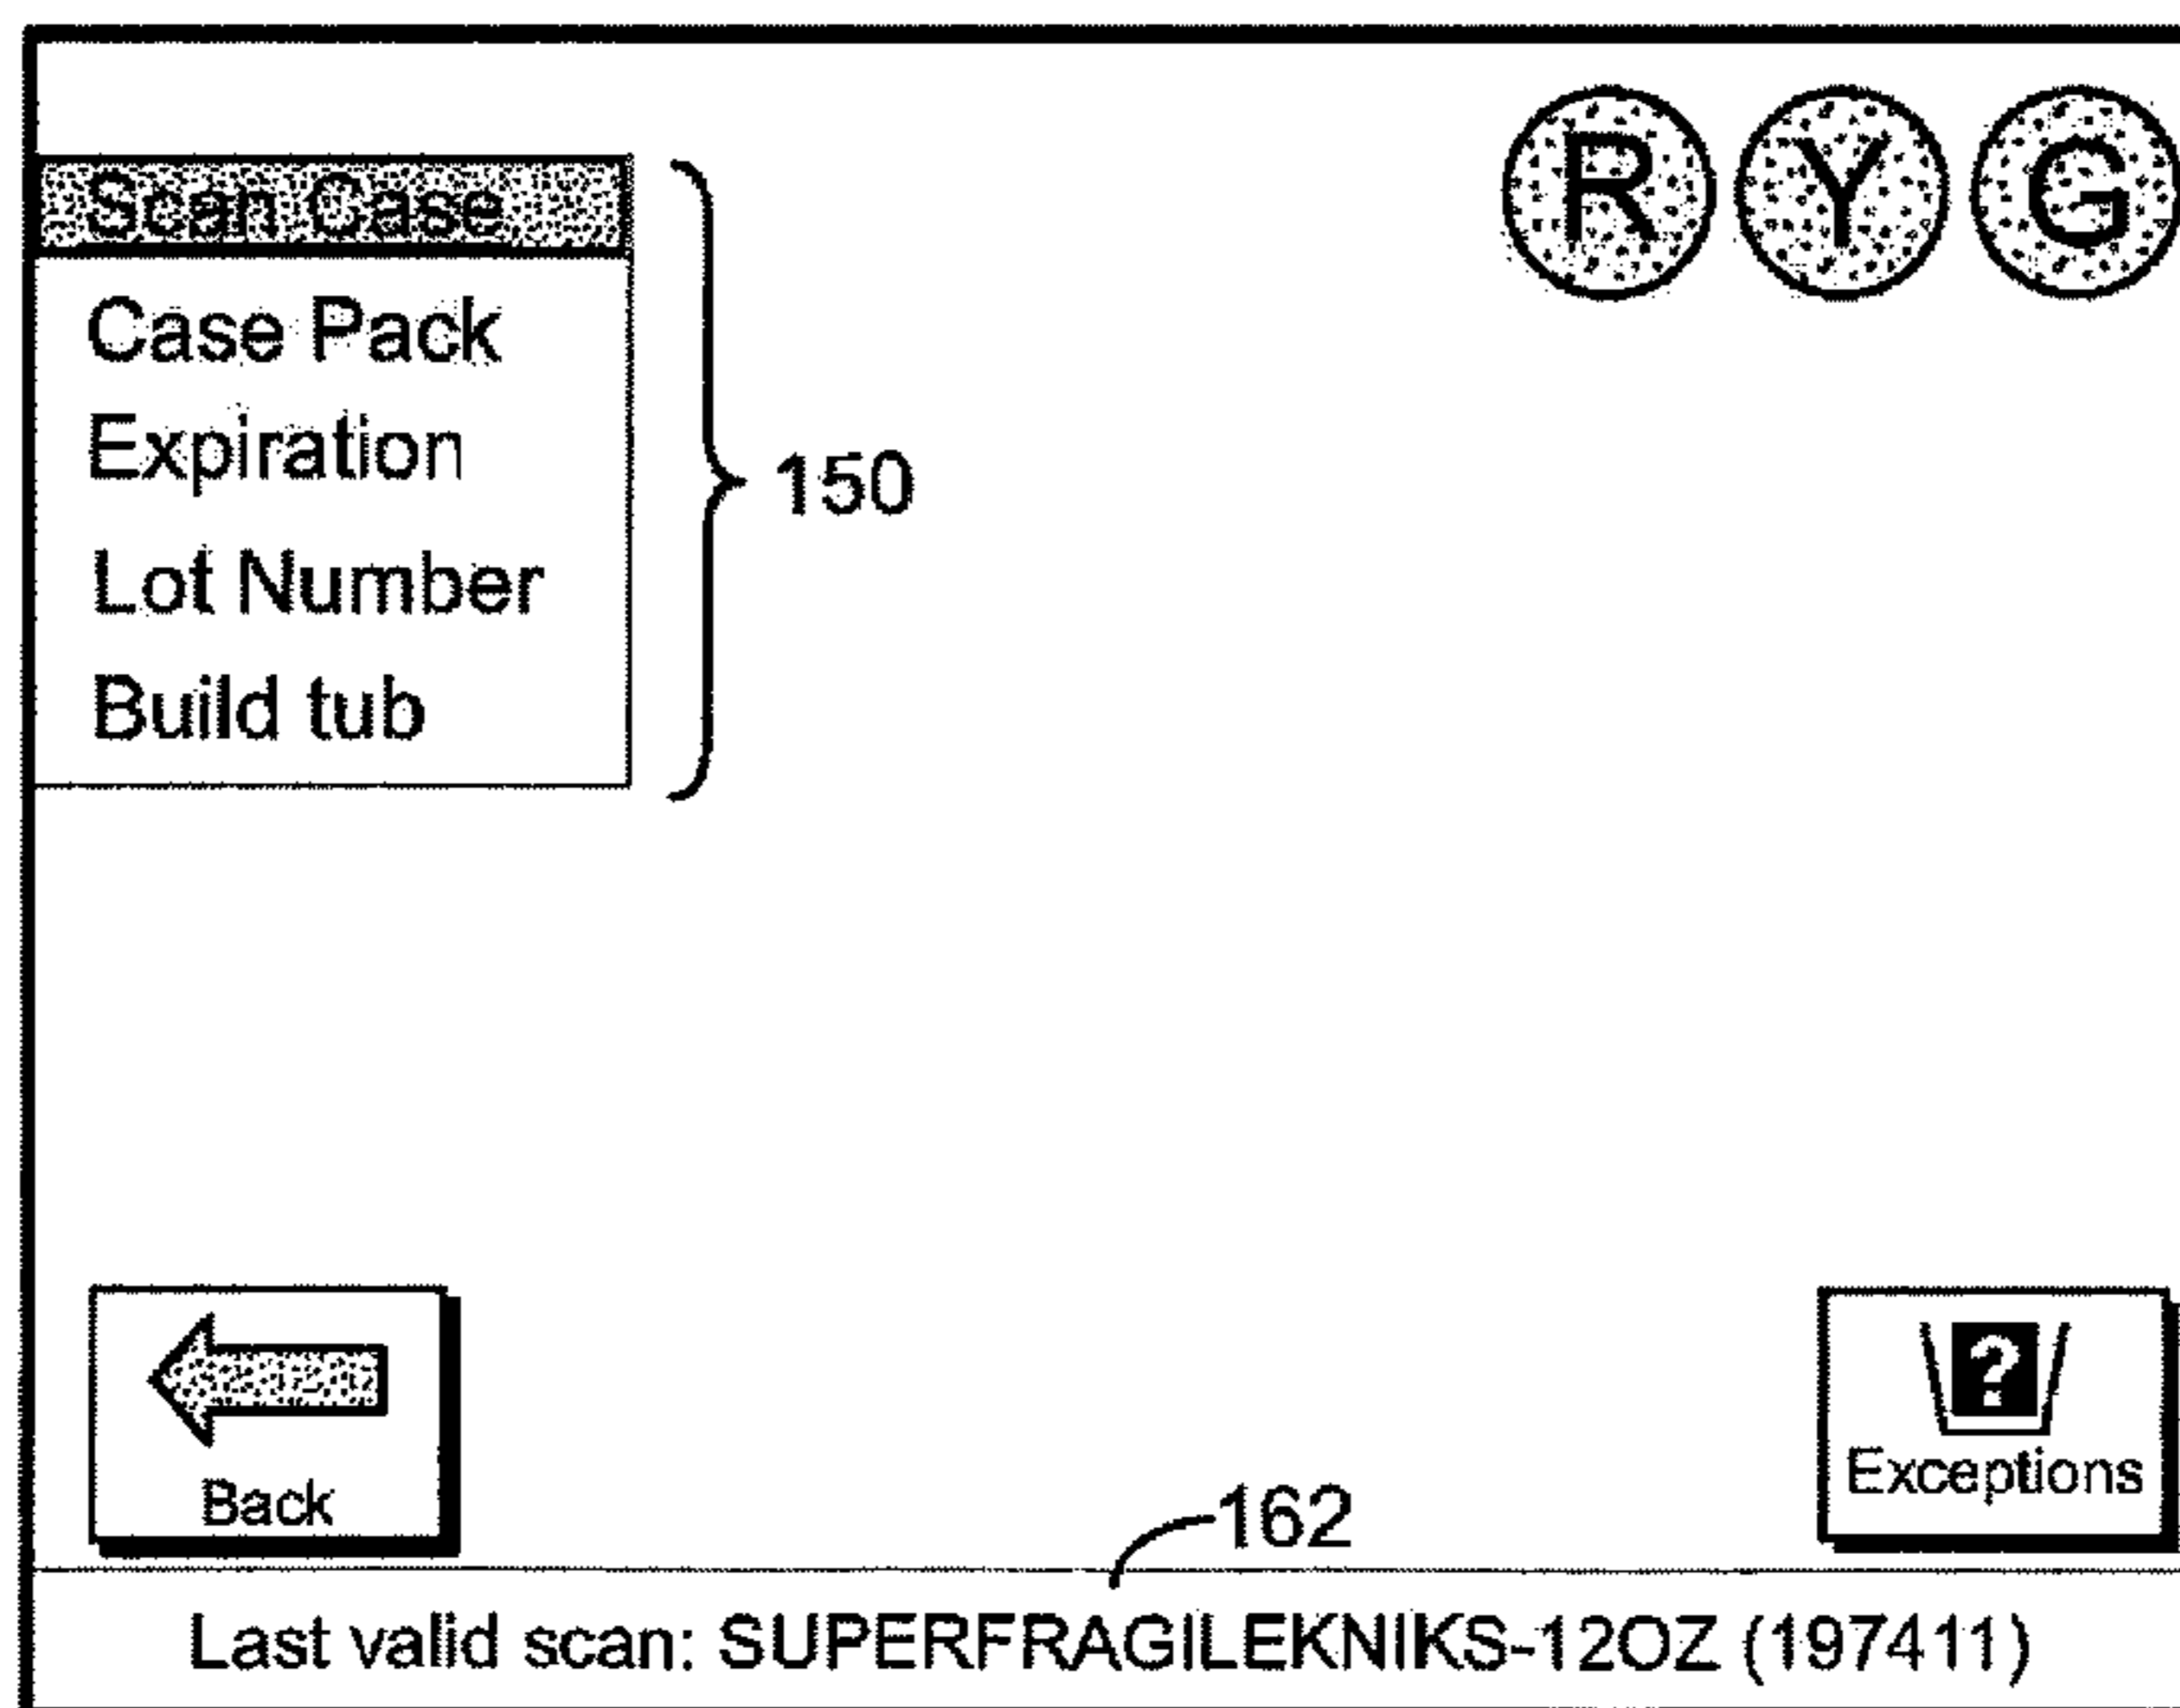 R Y G
Scan Case
Case Pack
Expiration
150
Lot Number
Build tub
Back
?
Exceptions
162
Last valid scan: SUPERFRAGILEKNIKS-12OZ (197411)